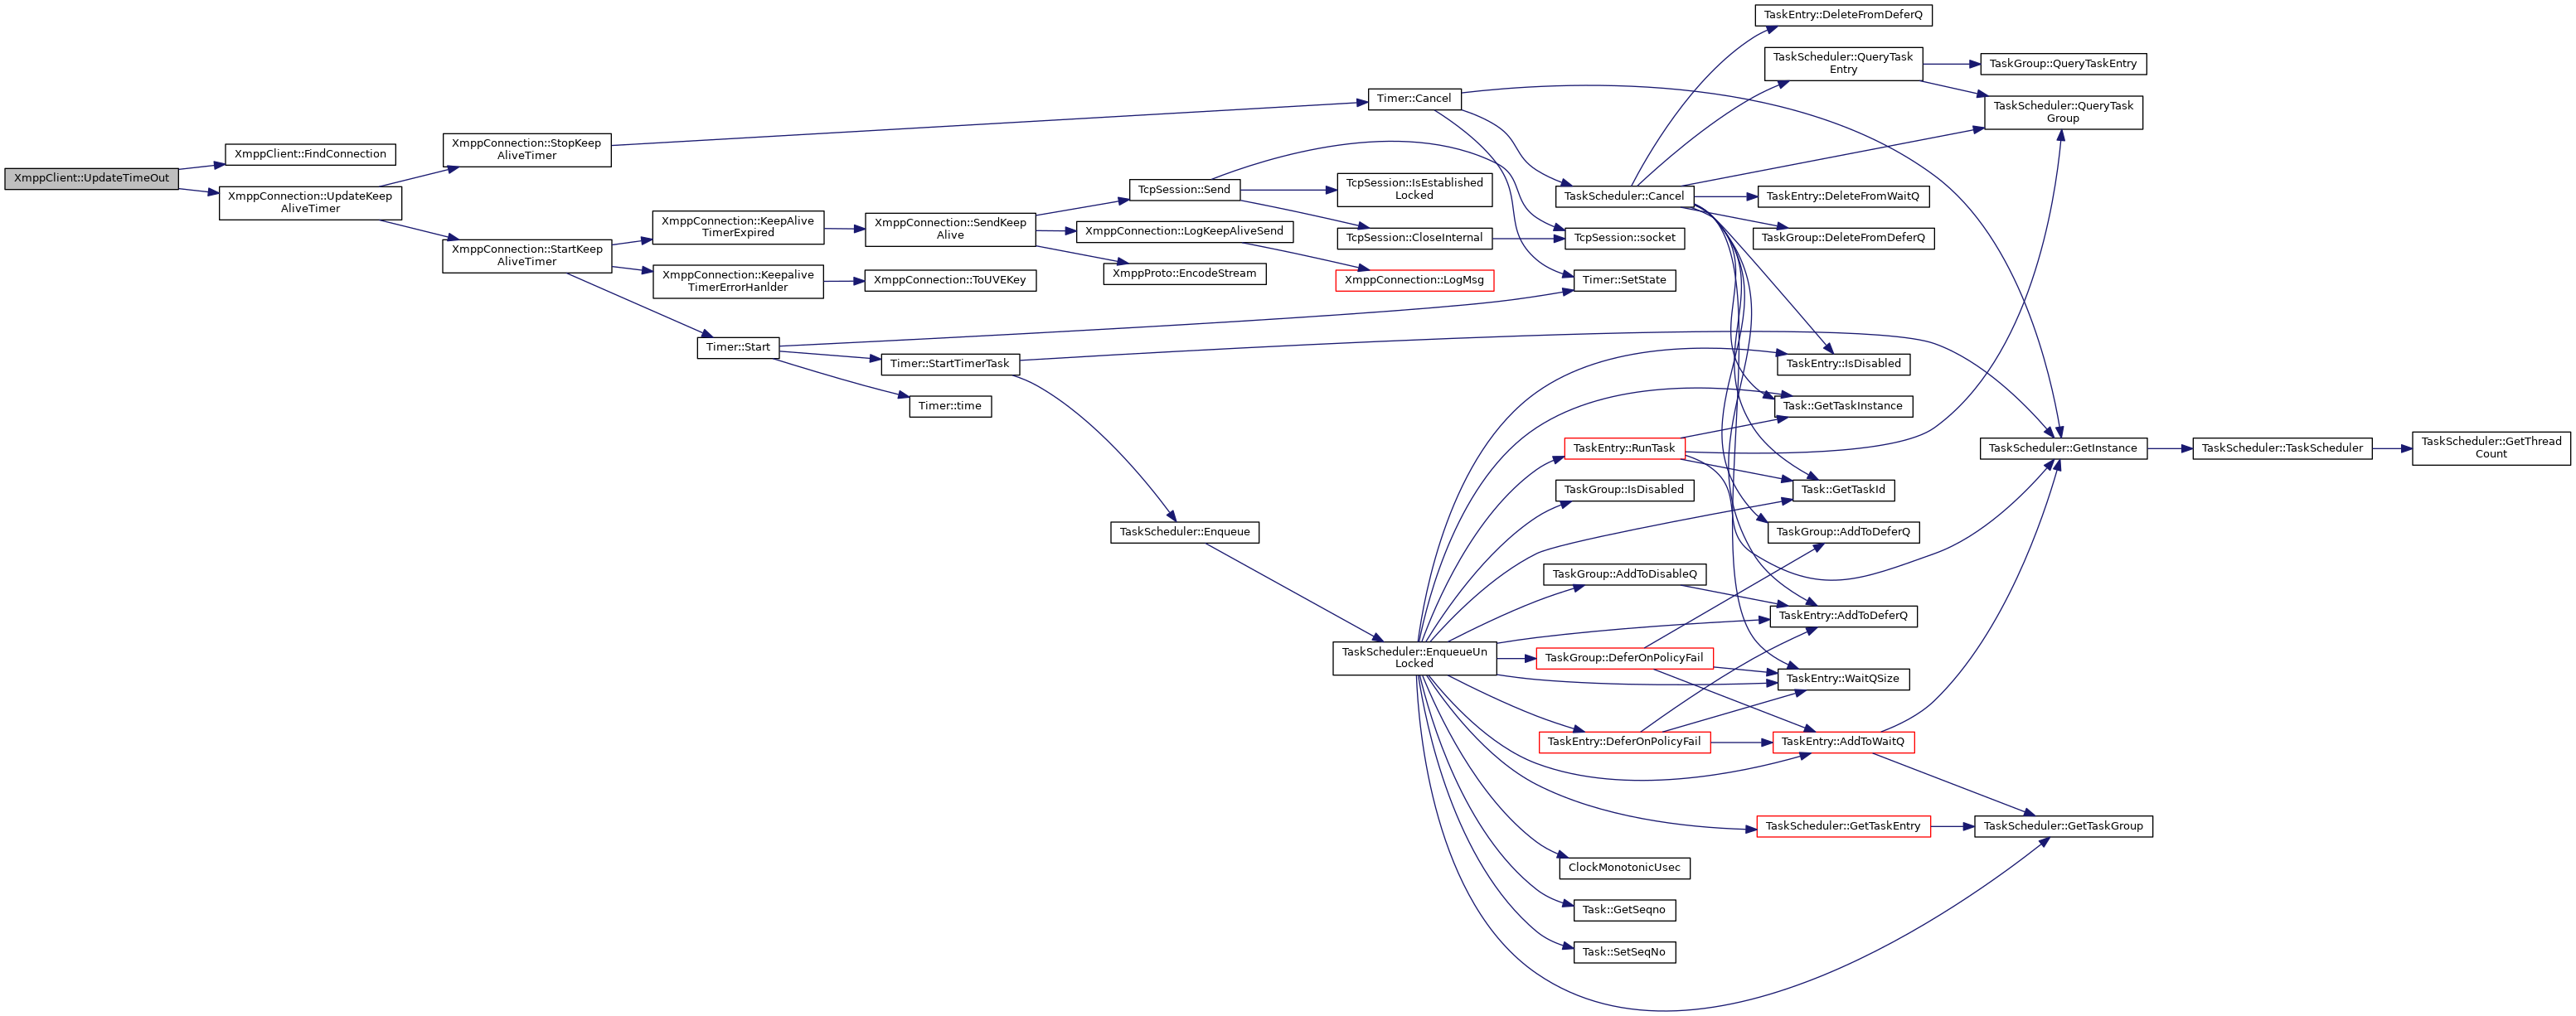 XmppClient::UpdateTimeOut
XmppClient::FindConnection
XmppConnection::UpdateKeep
AliveTimer
XmppConnection::StopKeep
AliveTimer
XmppConnection::StartKeep
AliveTimer
XmppConnection::KeepAlive
TimerExpired
XmppConnection::Keepalive
TimerErrorHanlder
Timer::Start
XmppConnection::SendKeep
Alive
XmppConnection::ToUVEKey
Timer::StartTimerTask
Timer::time
TcpSession::Send
XmppConnection::LogKeepAliveSend
XmppProto::EncodeStream
TaskScheduler::Enqueue
Timer::Cancel
TcpSession::IsEstablished
Locked
TcpSession::CloseInternal
XmppConnection::LogMsg
TaskScheduler::EnqueueUn
Locked
TaskScheduler::Cancel
TcpSession::socket
Timer::SetState
TaskEntry::RunTask
TaskGroup::IsDisabled
TaskGroup::AddToDisableQ
TaskGroup::DeferOnPolicyFail
TaskEntry::DeferOnPolicyFail
ClockMonotonicUsec
Task::GetSeqno
Task::SetSeqNo
TaskEntry::DeleteFromDeferQ
TaskScheduler::QueryTask
Entry
TaskEntry::DeleteFromWaitQ
TaskGroup::DeleteFromDeferQ
TaskEntry::IsDisabled
Task::GetTaskInstance
Task::GetTaskId
TaskGroup::AddToDeferQ
TaskEntry::AddToDeferQ
TaskEntry::WaitQSize
TaskEntry::AddToWaitQ
TaskScheduler::GetTaskEntry
TaskGroup::QueryTaskEntry
TaskScheduler::QueryTask
Group
TaskScheduler::GetInstance
TaskScheduler::GetTaskGroup
TaskScheduler::TaskScheduler
TaskScheduler::GetThread
Count